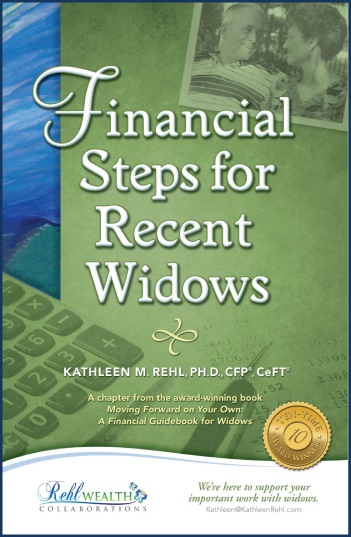 Financial
Steps for
Recent
Widows
KATHLEEN M. REHL, PH.D., CFP®, CeFT®
A chapter from the award-winning book
Moving Forward on Your Own:
A Financial Guidebook for Widows
TEN-TIME
10
AWARD WINNER
Rehl WEALTH
COLLABORATIONS
We're here to support your
important work with widows.
Kathleen@KathleenRehl.com